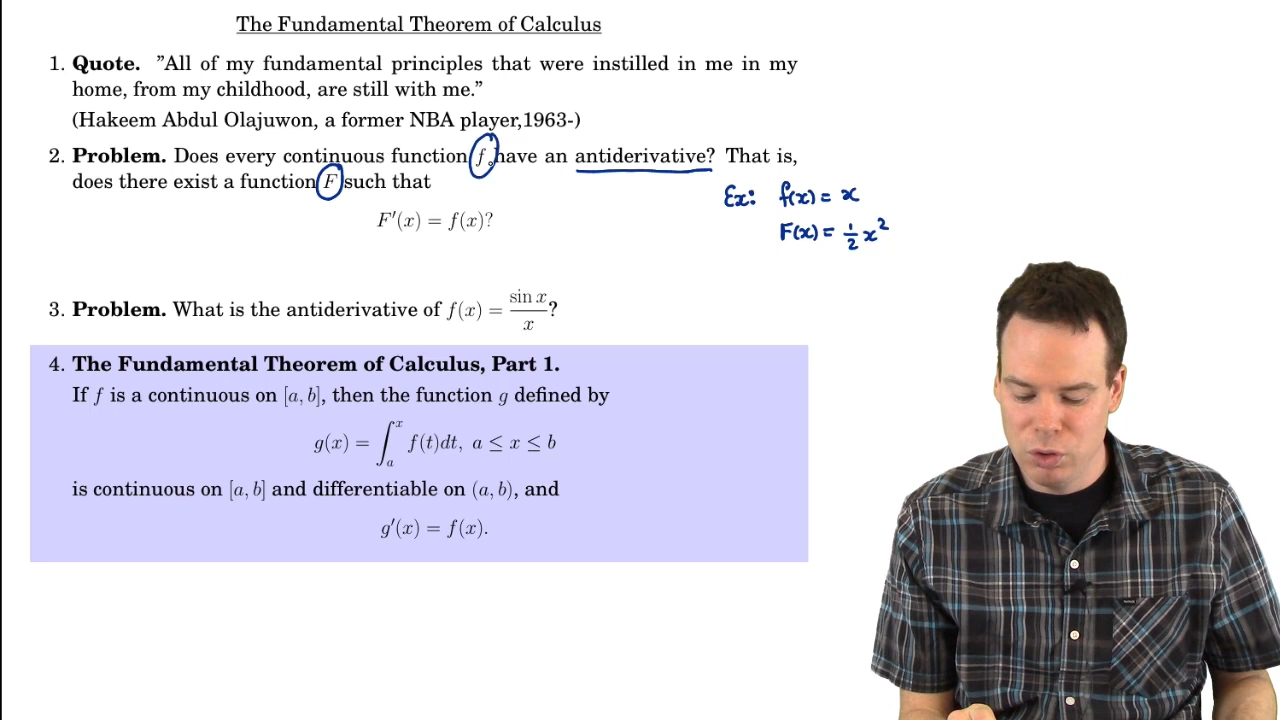 The Fundamental Theorem of Calculus
1. Quote. ”All of my fundamental principles that were instilled in me in my
home, from my childhood, are still with me.”
(Hakeem Abdul Olajuwon, a former NBA player,1963-)
2. Problem. Does every continuous function f have an antiderivative? That is,
does there exist a function F such that
F′(x) = f(x)?
Ex: f(x) = x
F(x) = 1/2 x²
3. Problem. What is the antiderivative of f(x) = sin x / x?
4. The Fundamental Theorem of Calculus, Part 1.
If f is a continuous on [a, b], then the function g defined by
g(x) = ∫ₐˣ f(t)dt, a ≤ x ≤ b
is continuous on [a, b] and differentiable on (a, b), and
g′(x) = f(x).